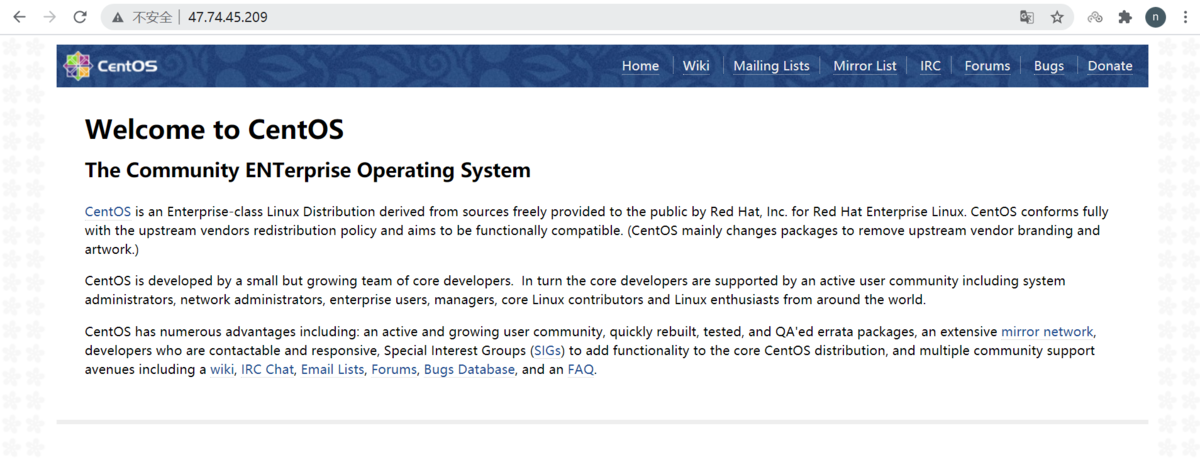 不安全 | 47.74.45.209
n
CentOS
Home Wiki Mailing Lists Mirror List IRC Forums Bugs Donate
Welcome to CentOS
The Community ENTerprise Operating System
CentOS is an Enterprise-class Linux Distribution derived from sources freely provided to the public by Red Hat, Inc. for Red Hat Enterprise Linux. CentOS conforms fully
with the upstream vendors redistribution policy and aims to be functionally compatible. (CentOS mainly changes packages to remove upstream vendor branding and
artwork.)
CentOS is developed by a small but growing team of core developers.  In turn the core developers are supported by an active user community including system
administrators, network administrators, enterprise users, managers, core Linux contributors and Linux enthusiasts from around the world.
CentOS has numerous advantages including: an active and growing user community, quickly rebuilt, tested, and QA'ed errata packages, an extensive mirror network,
developers who are contactable and responsive, Special Interest Groups (SIGs) to add functionality to the core CentOS distribution, and multiple community support
avenues including a wiki, IRC Chat, Email Lists, Forums, Bugs Database, and an FAQ.